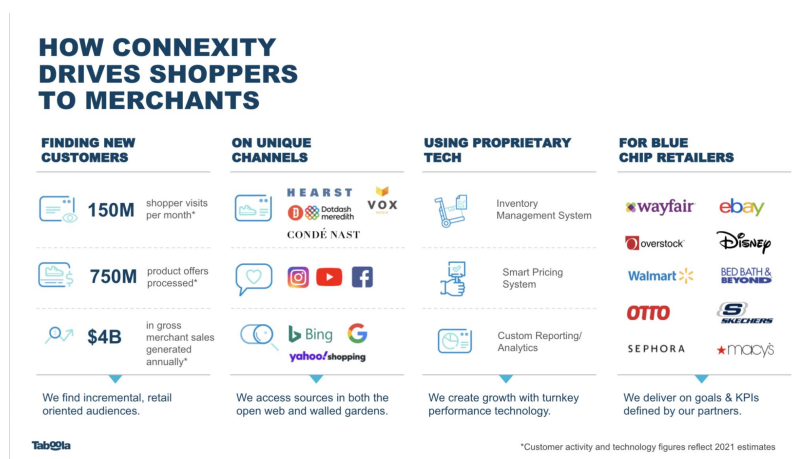 HOW CONNEXITY
DRIVES SHOPPERS
TO MERCHANTS
FINDING NEW
CUSTOMERS
150M
shopper visits
per month*
750M
product offers
processed*
$4B
in gross
merchant sales
generated
annually*
We find incremental, retail
oriented audiences.
ON UNIQUE
CHANNELS
HEARST
VOX
Dotdash
meredith
CONDÉ NAST
Bing
yahoo!shopping
We access sources in both the
open web and walled gardens.
USING PROPRIETARY
TECH
Inventory
Management System
Smart Pricing
System
Custom Reporting/
Analytics
We create growth with turnkey
performance technology.
FOR BLUE
CHIP RETAILERS
wayfair
ebay
overstock
DISNEY
Walmart
BED BATH &
BEYOND
OTTO
SKECHERS
SEPHORA
macy's
We deliver on goals & KPIs
defined by our partners.
Taboola
*Customer activity and technology figures reflect 2021 estimates